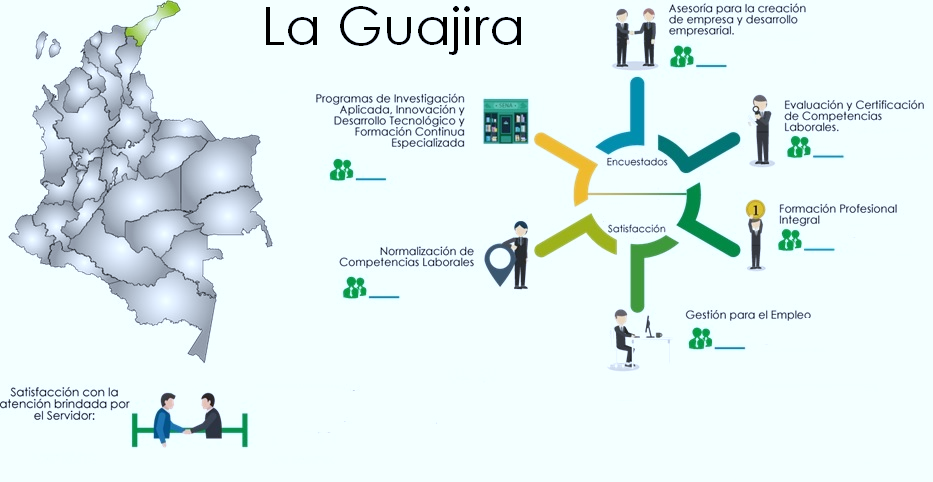 La Guajira
Asesoría para la creación
de empresa y desarrollo
empresarial.
Programas de Investigación
Aplicada, Innovación y
Desarrollo Tecnológico y
Formación Continua
Especializada
SENA
Evaluación y Certificación
de Competencias
Laborales.
Encuestados
Formación Profesional
Integral
1
Satisfacción
Normalización de
Competencias Laborales
Gestión para el Empleo
Satisfacción con la
atención brindada por
el Servidor: